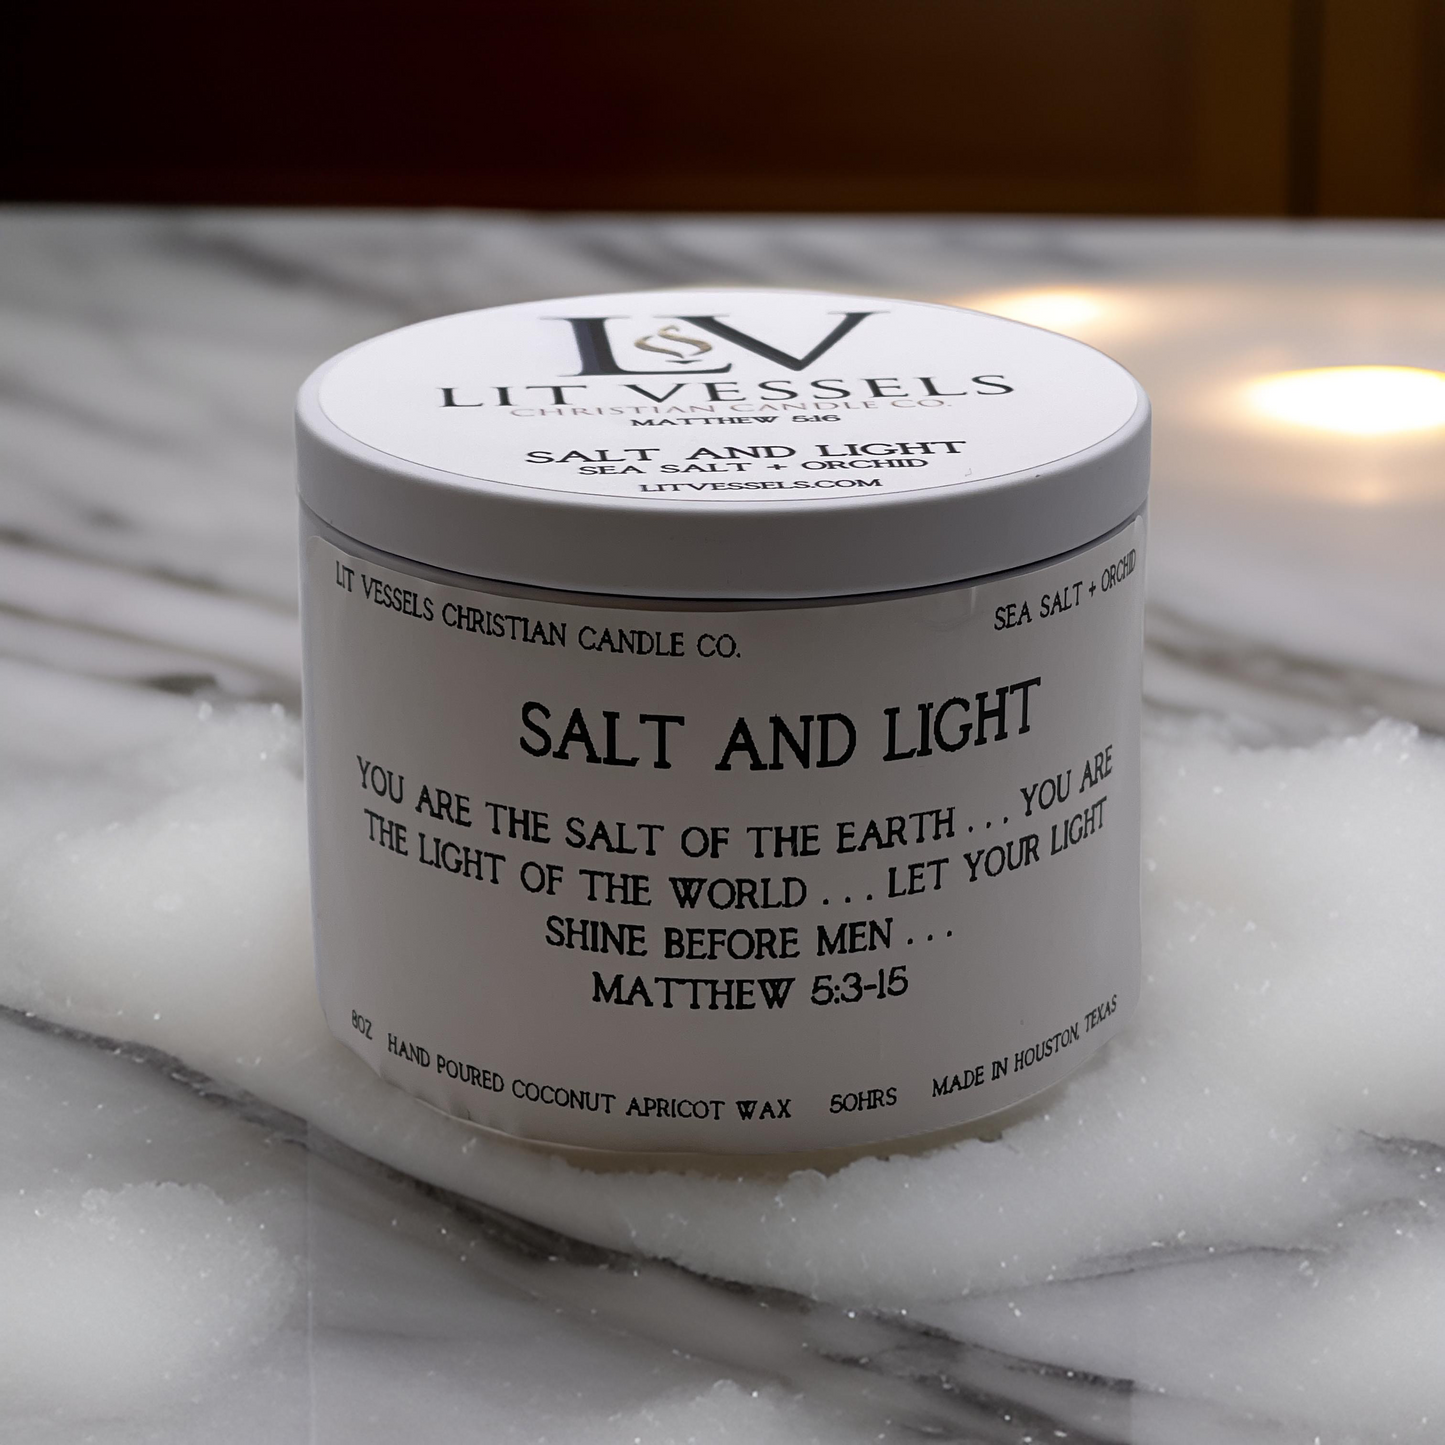 LV
LIT VESSELS
CHRISTIAN CANDLE CO.
MATTHEW 5:16
SALT AND LIGHT
SEA SALT + ORCHID
LITVESSELS.COM
LIT VESSELS CHRISTIAN CANDLE CO.
SEA SALT + ORCHID
SALT AND LIGHT
YOU ARE THE SALT OF THE EARTH . . . YOU ARE
THE LIGHT OF THE WORLD . . . LET YOUR LIGHT
SHINE BEFORE MEN . . .
MATTHEW 5:3-15
8OZ HAND POURED COCONUT APRICOT WAX 50HRS MADE IN HOUSTON, TEXAS